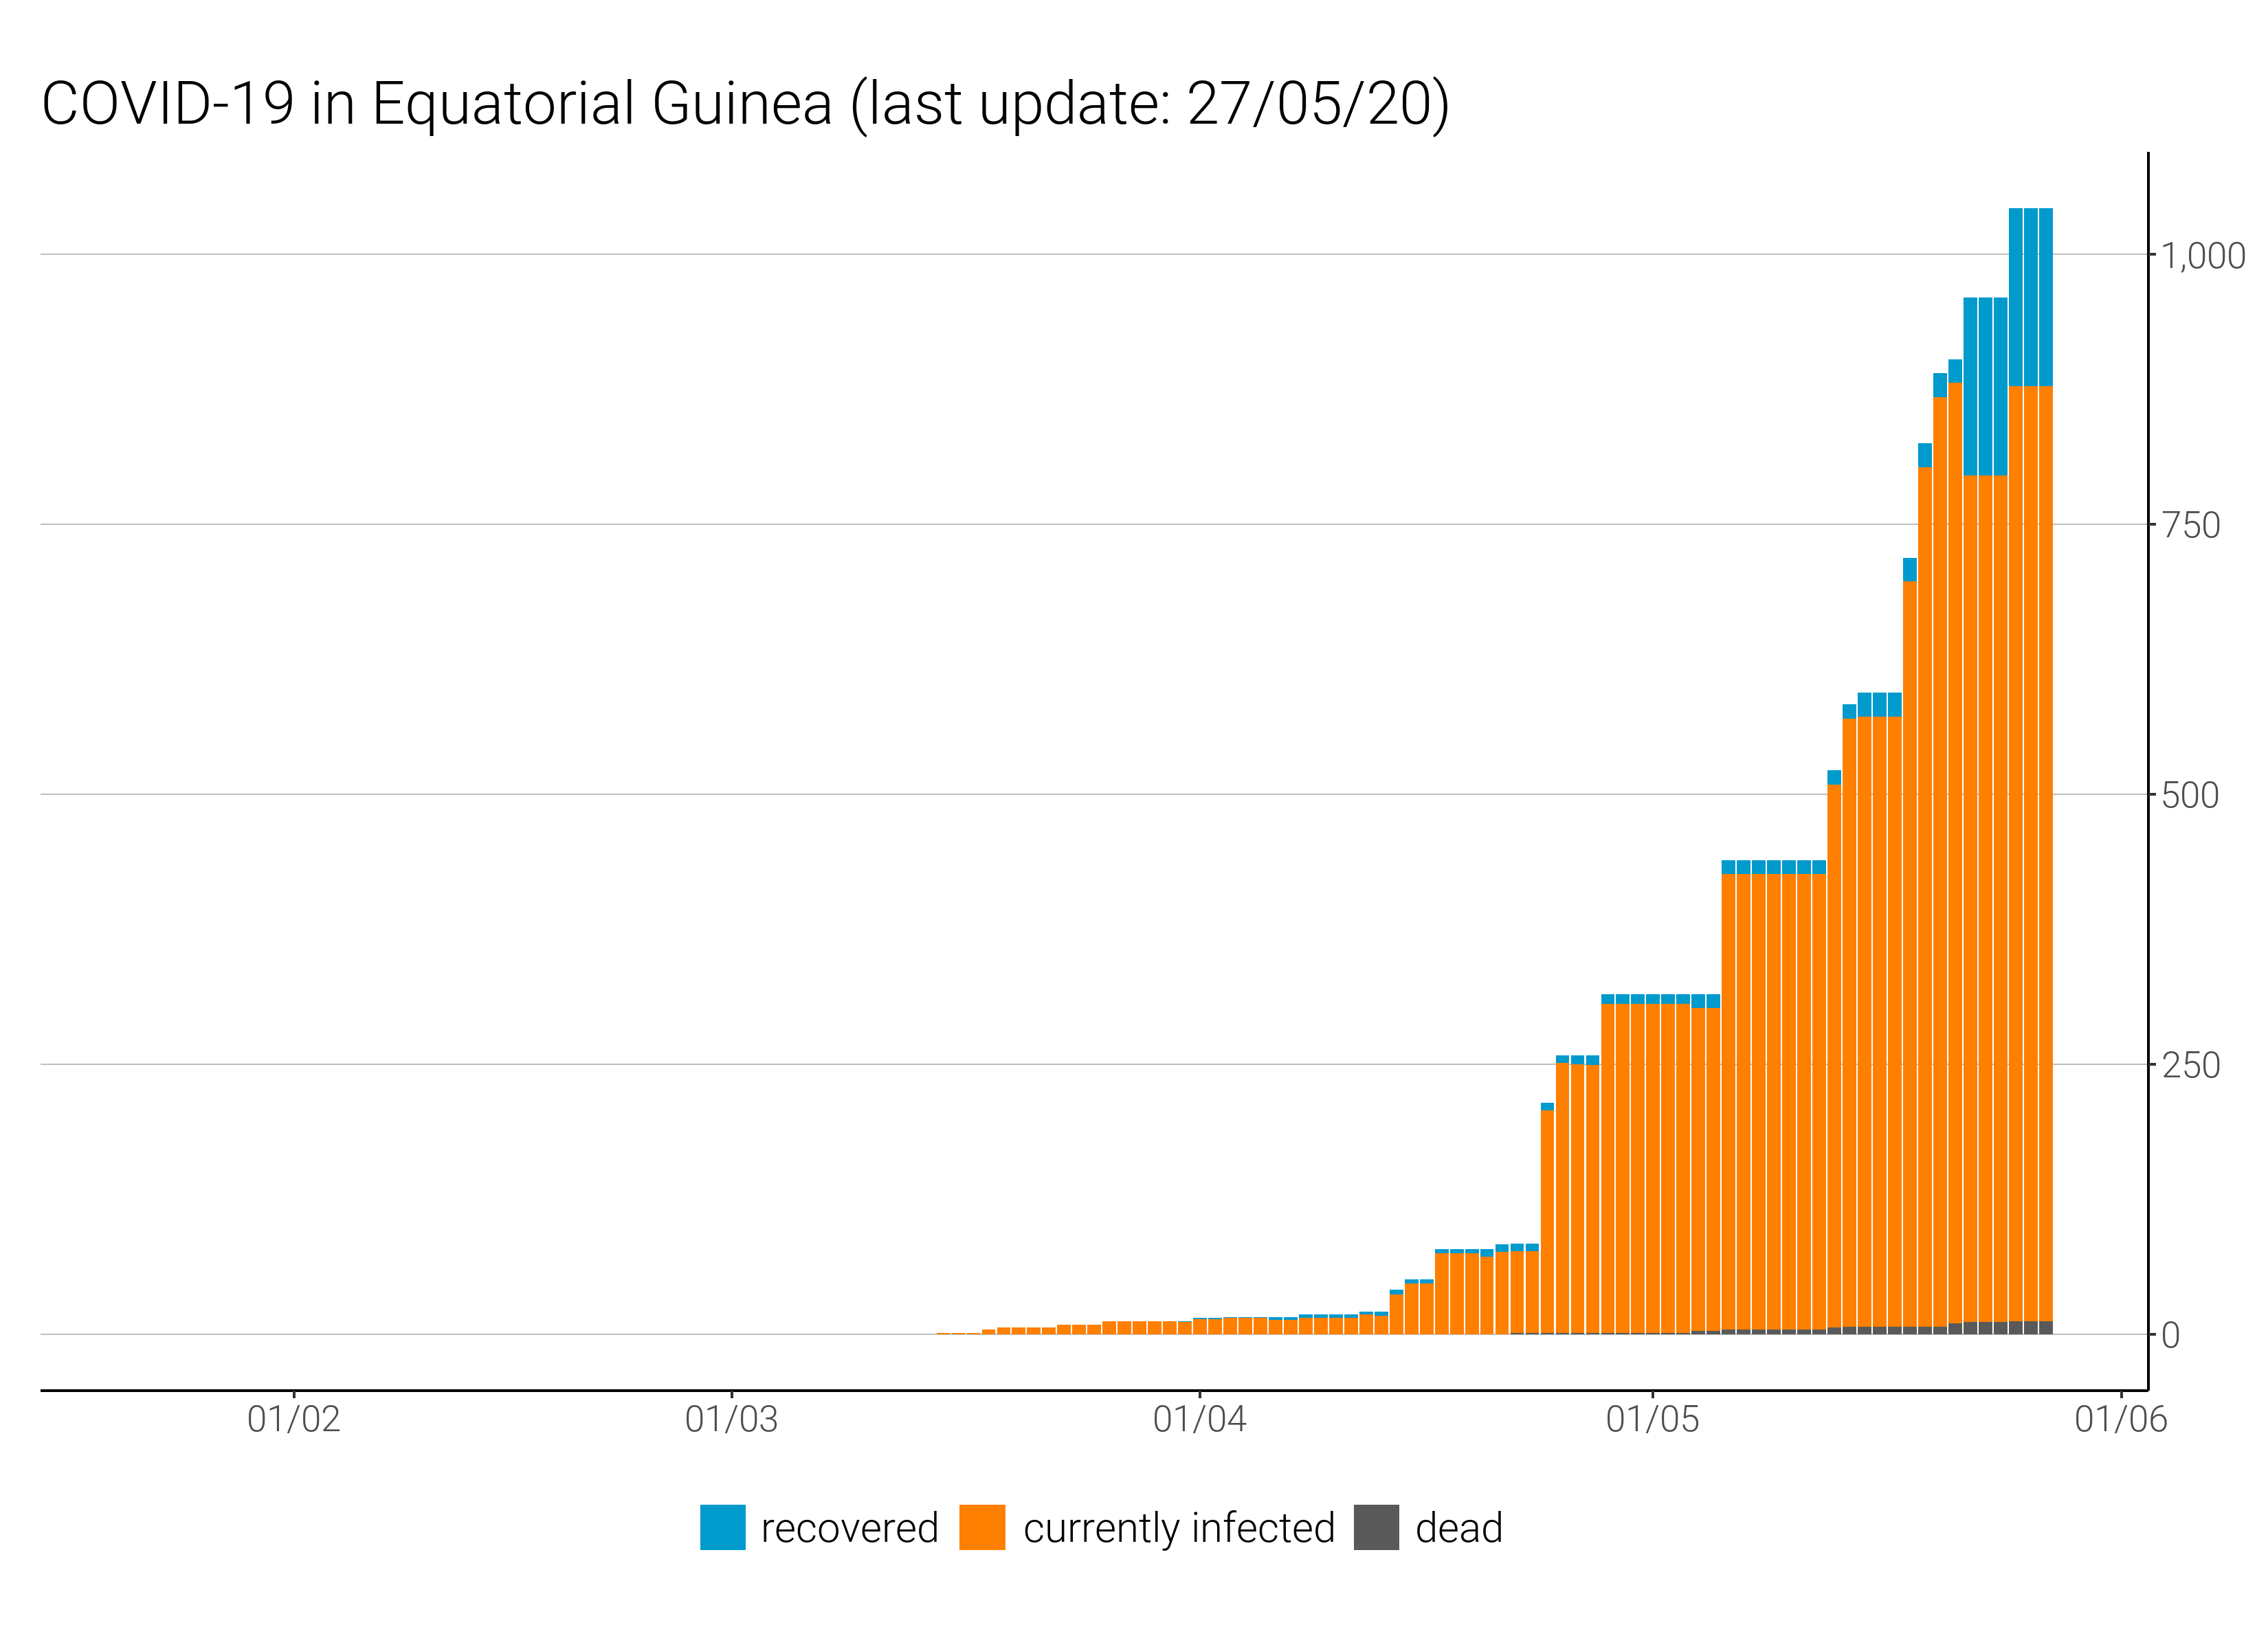 COVID-19 in Equatorial Guinea (last update: 27/05/20)
1,000
750
500
250
0
01/02 01/03 01/04 01/05 01/06
recovered currently infected dead